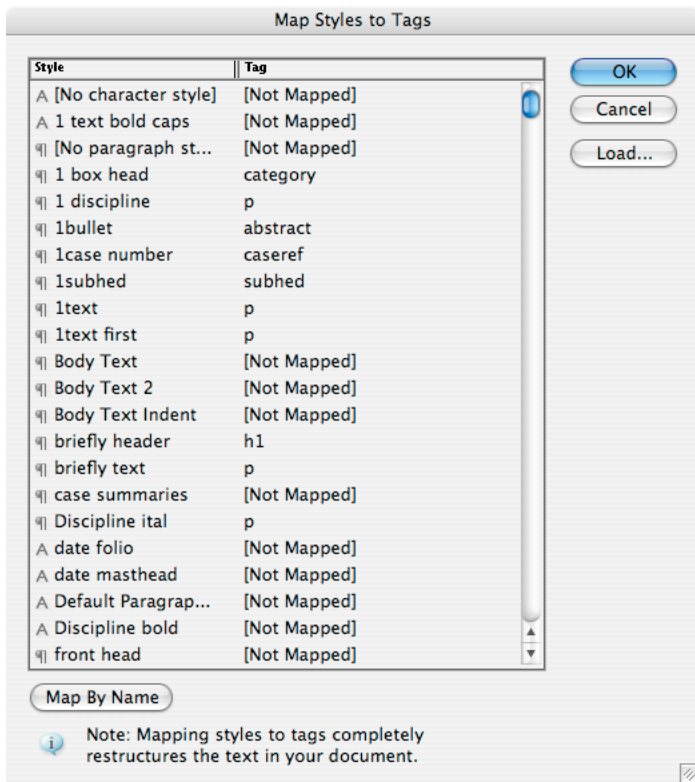 Map Styles to Tags
Style Tag
A [No character style] [Not Mapped]
A 1 text bold caps [Not Mapped]
¶ [No paragraph st... [Not Mapped]
¶ 1 box head category
¶ 1 discipline p
¶ 1bullet abstract
¶ 1case number caseref
¶ 1subhed subhed
¶ 1text p
¶ 1text first p
¶ Body Text [Not Mapped]
¶ Body Text 2 [Not Mapped]
¶ Body Text Indent [Not Mapped]
¶ briefly header h1
¶ briefly text p
¶ case summaries [Not Mapped]
¶ Discipline ital p
A date folio [Not Mapped]
A date masthead [Not Mapped]
A Default Paragrap... [Not Mapped]
A Discipline bold [Not Mapped]
¶ front head [Not Mapped]
OK
Cancel
Load...
Map By Name
Note: Mapping styles to tags completely
restructures the text in your document.